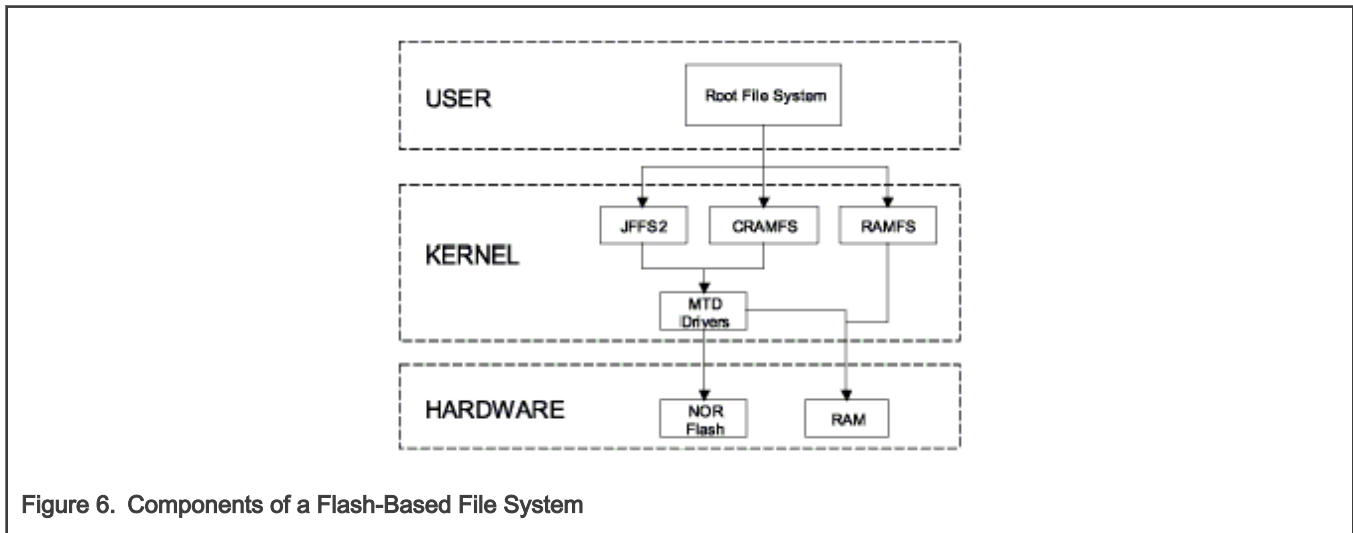 USER
Root File System
KERNEL
JFFS2
CRAMFS
RAMFS
MTD
Drivers
HARDWARE
NOR
Flash
RAM
Figure 6. Components of a Flash-Based File System